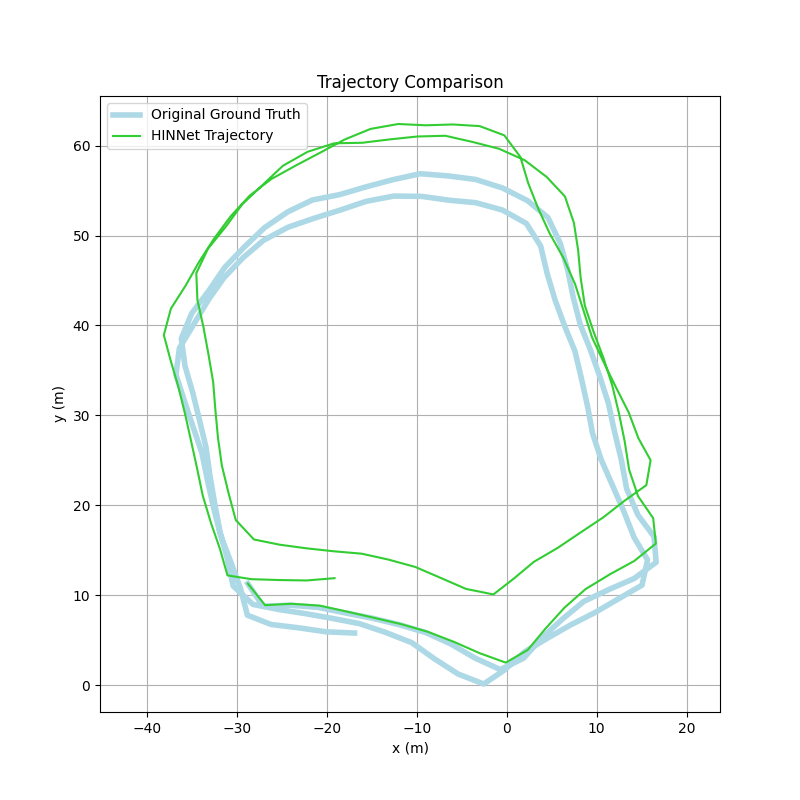 Trajectory Comparison
Original Ground Truth
HINNet Trajectory
y (m)
60
50
40
30
20
10
0
−40 −30 −20 −10 0 10 20
x (m)